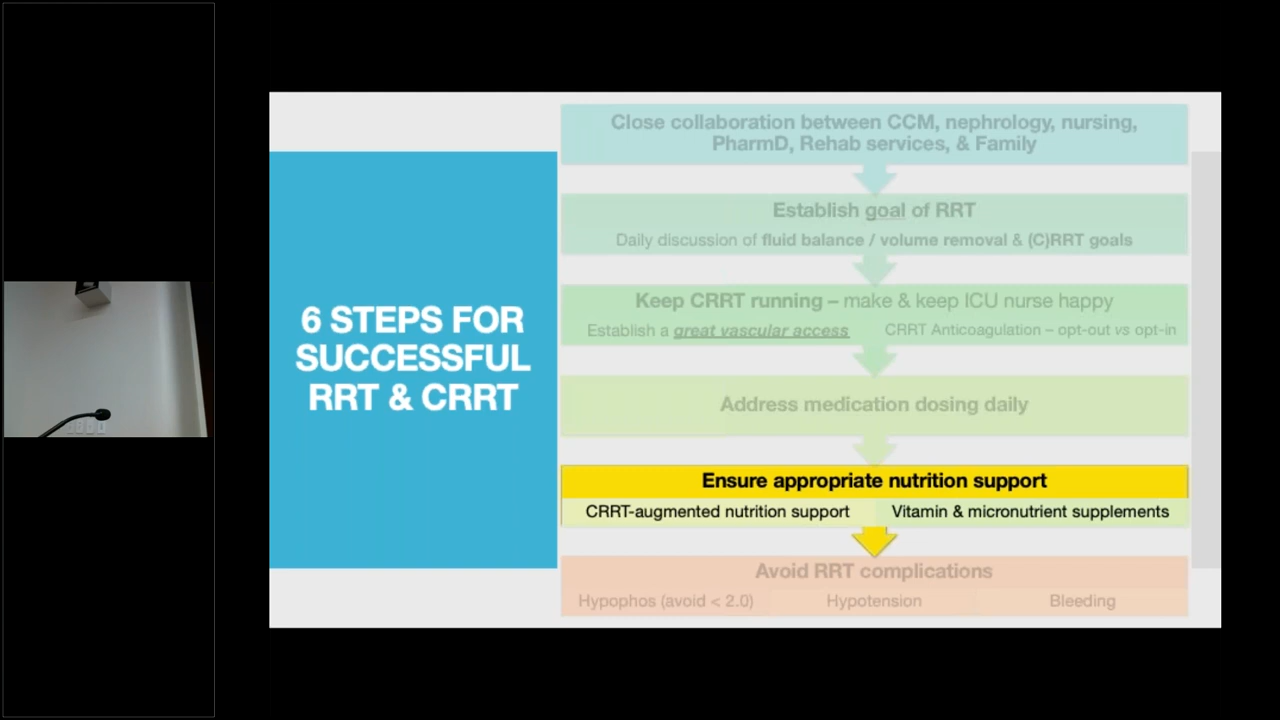 6 STEPS FOR
SUCCESSFUL
RRT & CRRT
Close collaboration between CCM, nephrology, nursing,
PharmD, Rehab services, & Family
Establish goal of RRT
Daily discussion of fluid balance / volume removal & (C)RRT goals
Keep CRRT running – make & keep ICU nurse happy
Establish a great vascular access
CRRT Anticoagulation – opt-out vs opt-in
Address medication dosing daily
Ensure appropriate nutrition support
CRRT-augmented nutrition support
Vitamin & micronutrient supplements
Avoid RRT complications
Hypophos (avoid < 2.0)
Hypotension
Bleeding